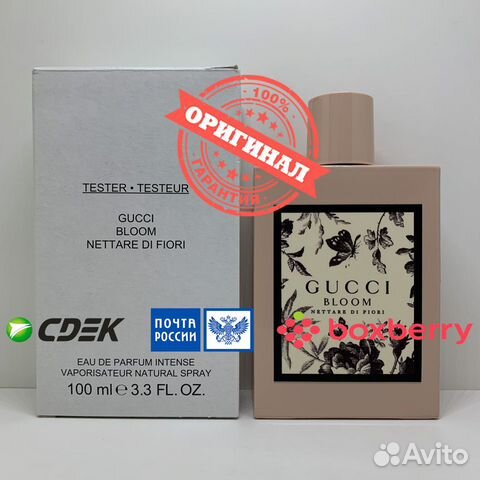 100%
ОРИГИНАЛ
ГАРАНТИЯ
TESTER • TESTEUR
GUCCI
BLOOM
NETTARE DI FIORI
CDEK
ПОЧТА
РОССИИ
EAU DE PARFUM INTENSE
VAPORISATEUR NATURAL SPRAY
100 ml ℮ 3.3 FL.OZ.
GUCCI
BLOOM
NETTARE DI FIORI
boxberry
Avito